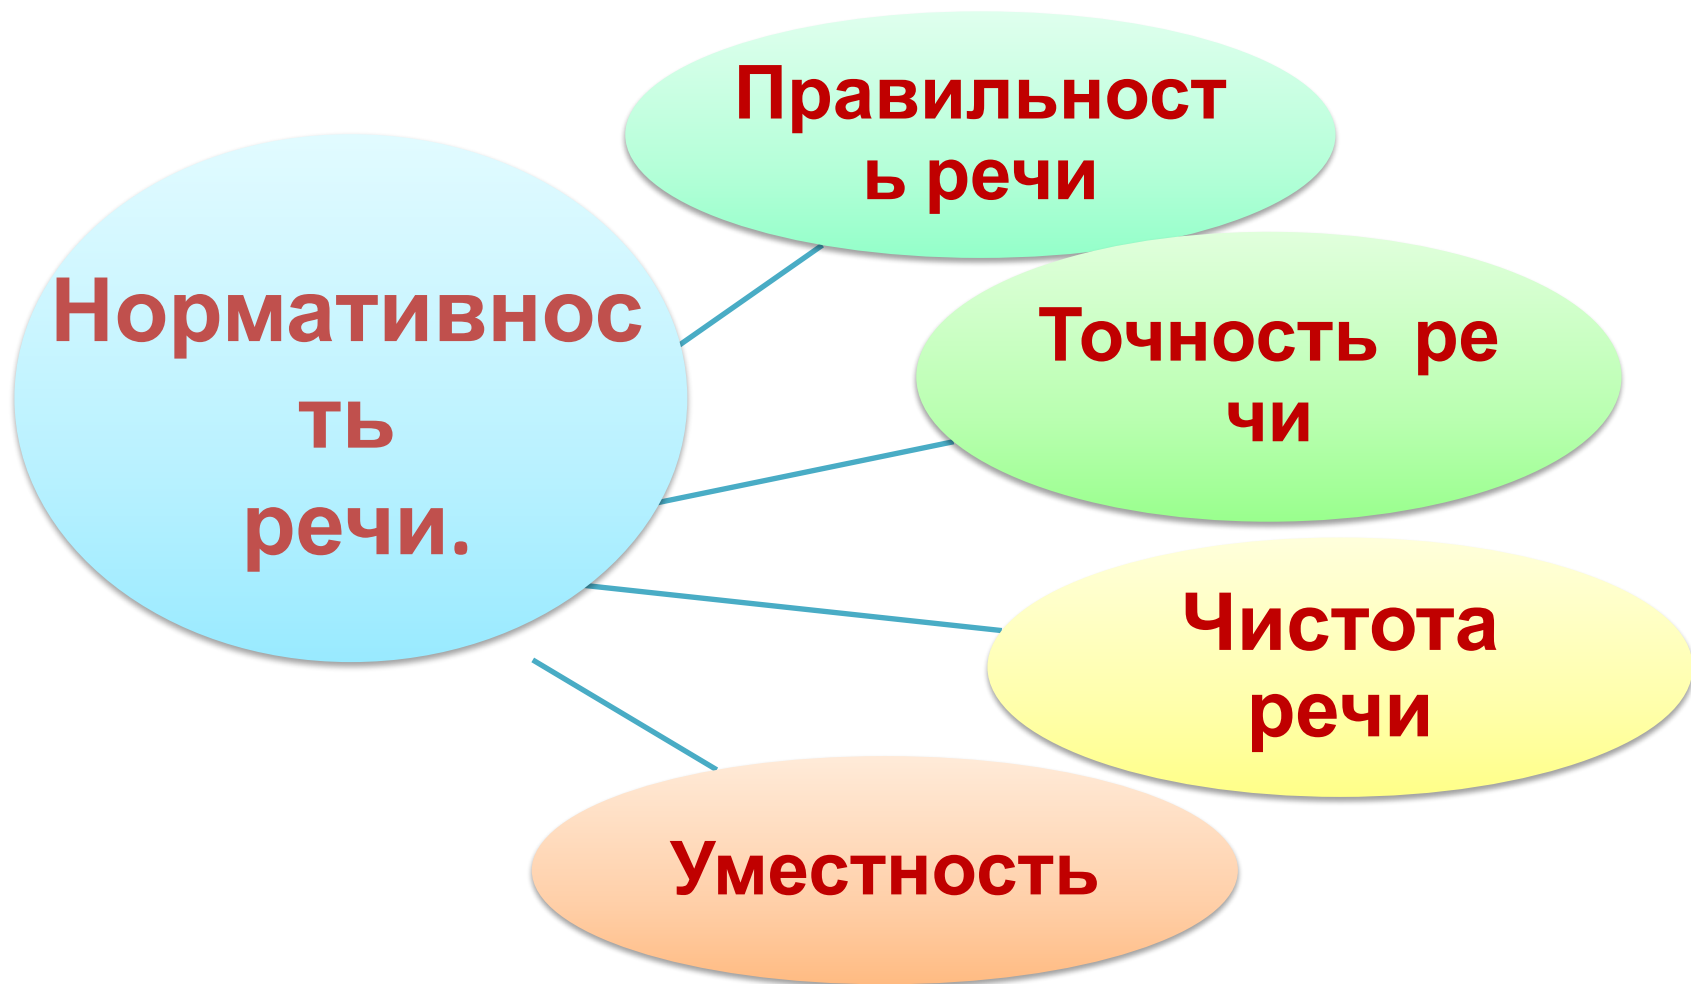 Правильност
ь речи
Нормативнос
ть
речи.
Точность ре
чи
Чистота
речи
Уместность